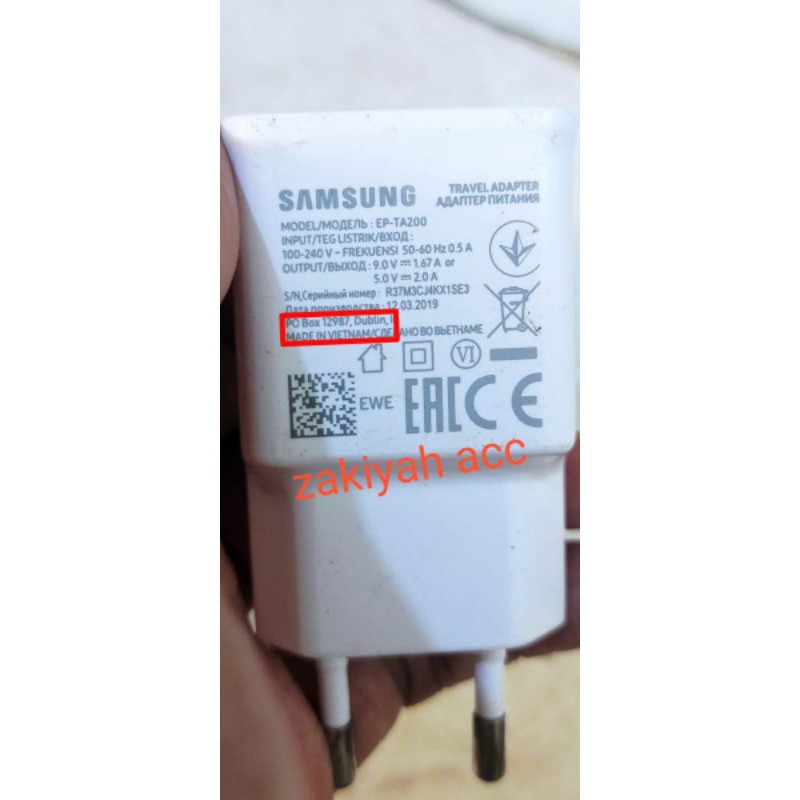 SAMSUNG
TRAVEL ADAPTER
АДАПТЕР ПИТАНИЯ
MODEL/МОДЕЛЬ : EP-TA200
INPUT/TEG LISTRIK/ВХОД :
100-240 V ~ FREKUENSI 50-60 Hz 0.5 A
OUTPUT/ВЫХОД : 9.0 V ⎓ 1.67 A or
5.0 V ⎓ 2.0 A
S/N,Серийный номер : R37M3CJ4KX1SE3
Дата производства : 12.03.2019
PO Box 12987, Dublin,
MADE IN VIETNAM/СДЕЛАНО ВО ВЬЕТНАМЕ
VI
EWE
EAC CE
zakiyah acc